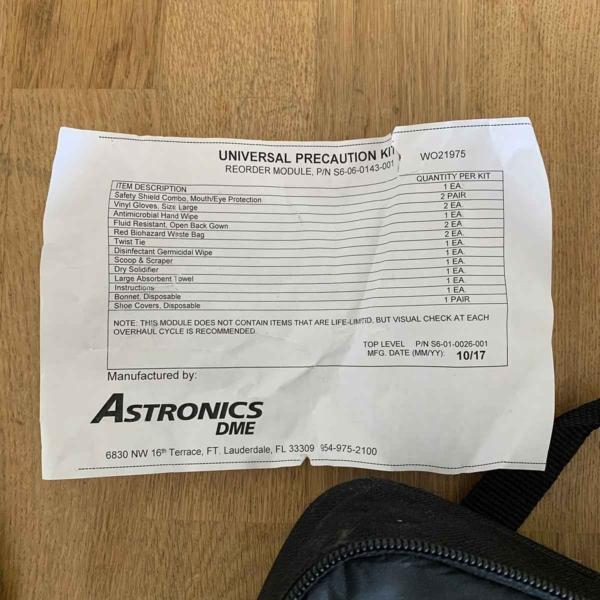 UNIVERSAL PRECAUTION KIT
WO21975
REORDER MODULE, P/N S6-06-0143-001
ITEM DESCRIPTION QUANTITY PER KIT
Safety Shield Combo, Mouth/Eye Protection 1 EA.
Vinyl Gloves, Size Large 2 PAIR
Antimicrobial Hand Wipe 2 EA.
Fluid Resistant, Open Back Gown 1 EA.
Red Biohazard Waste Bag 2 EA.
Twist Tie 2 EA.
Disinfectant Germicidal Wipe 1 EA.
Scoop & Scraper 1 EA.
Dry Solidifier 1 EA.
Large Absorbent Towel 1 EA.
Instructions 1 EA.
Bonnet, Disposable 1 EA.
Shoe Covers, Disposable 1 PAIR
NOTE: THIS MODULE DOES NOT CONTAIN ITEMS THAT ARE LIFE-LIMITED, BUT VISUAL CHECK AT EACH
OVERHAUL CYCLE IS RECOMMENDED
TOP LEVEL P/N S6-01-0026-001
MFG. DATE (MM/YY): 10/17
Manufactured by:
ASTRONICS
DME
6830 NW 16th Terrace, FT. Lauderdale, FL 33309 954-975-2100